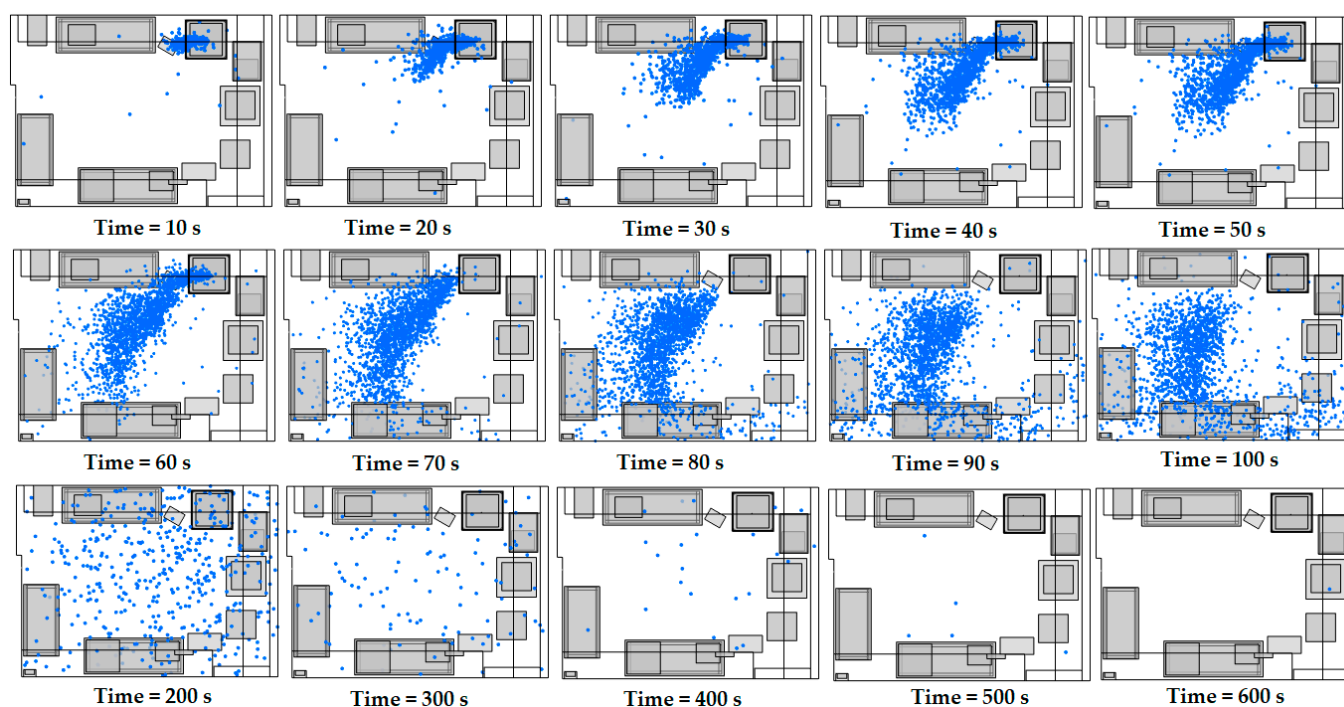 Time = 10 s
Time = 20 s
Time = 30 s
Time = 40 s
Time = 50 s
Time = 60 s
Time = 70 s
Time = 80 s
Time = 90 s
Time = 100 s
Time = 200 s
Time = 300 s
Time = 400 s
Time = 500 s
Time = 600 s